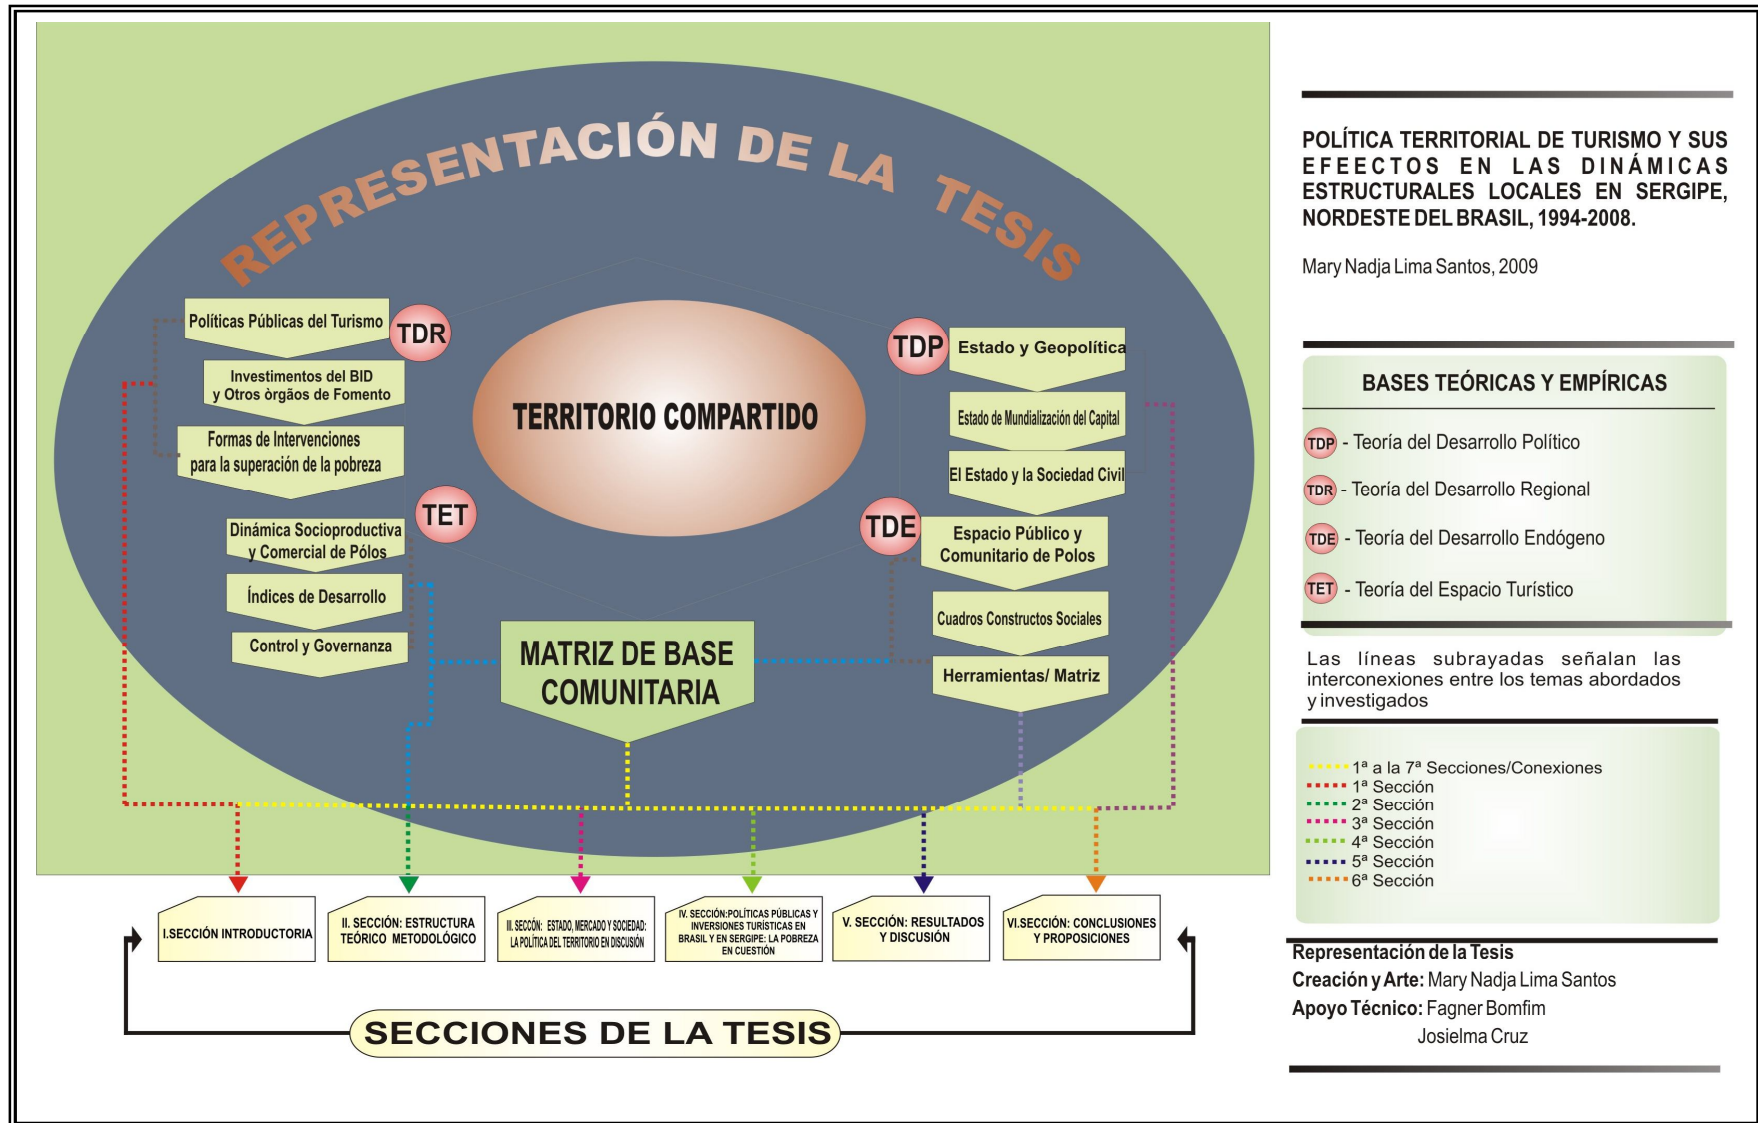 REPRESENTACIÓN DE LA TESIS
Políticas Públicas del Turismo
TDR
Investimentos del BID
y Otros òrgãos de Fomento
Formas de Intervenciones
para la superación de la pobreza
TET
Dinámica Socioproductiva
y Comercial de Pólos
Índices de Desarrollo
Control y Governanza
TERRITORIO COMPARTIDO
MATRIZ DE BASE
COMUNITARIA
TDP
Estado y Geopolítica
Estado de Mundialización del Capital
El Estado y la Sociedad Civil
TDE
Espacio Público y
Comunitario de Polos
Cuadros Constructos Sociales
Herramientas/ Matriz
I.SECCIÓN INTRODUCTORIA
II. SECCIÓN: ESTRUCTURA
TEÓRICO METODOLÓGICO
III. SECCÓN: ESTADO, MERCADO Y SOCIEDAD:
LA POLÍTICA DEL TERRITORIO EN DISCUSIÓN
IV. SECCIÓN:POLÍTICAS PÚBLICAS Y
INVERSIONES TURÍSTICAS EN
BRASIL Y EN SERGIPE: LA POBREZA
EN CUESTIÓN
V. SECCIÓN: RESULTADOS
Y DISCUSIÓN
VI.SECCIÓN: CONCLUSIONES
Y PROPOSICIONES
SECCIONES DE LA TESIS
POLÍTICA TERRITORIAL DE TURISMO Y SUS
EFEECTOS EN LAS DINÁMICAS
ESTRUCTURALES LOCALES EN SERGIPE,
NORDESTE DEL BRASIL, 1994-2008.
Mary Nadja Lima Santos, 2009
BASES TEÓRICAS Y EMPÍRICAS
TDP - Teoría del Desarrollo Político
TDR - Teoría del Desarrollo Regional
TDE - Teoría del Desarrollo Endógeno
TET - Teoría del Espacio Turístico
Las líneas subrayadas señalan las
interconexiones entre los temas abordados
y investigados
1ª a la 7ª Secciones/Conexiones
1ª Sección
2ª Sección
3ª Sección
4ª Sección
5ª Sección
6ª Sección
Representación de la Tesis
Creación y Arte: Mary Nadja Lima Santos
Apoyo Técnico: Fagner Bomfim
Josielma Cruz